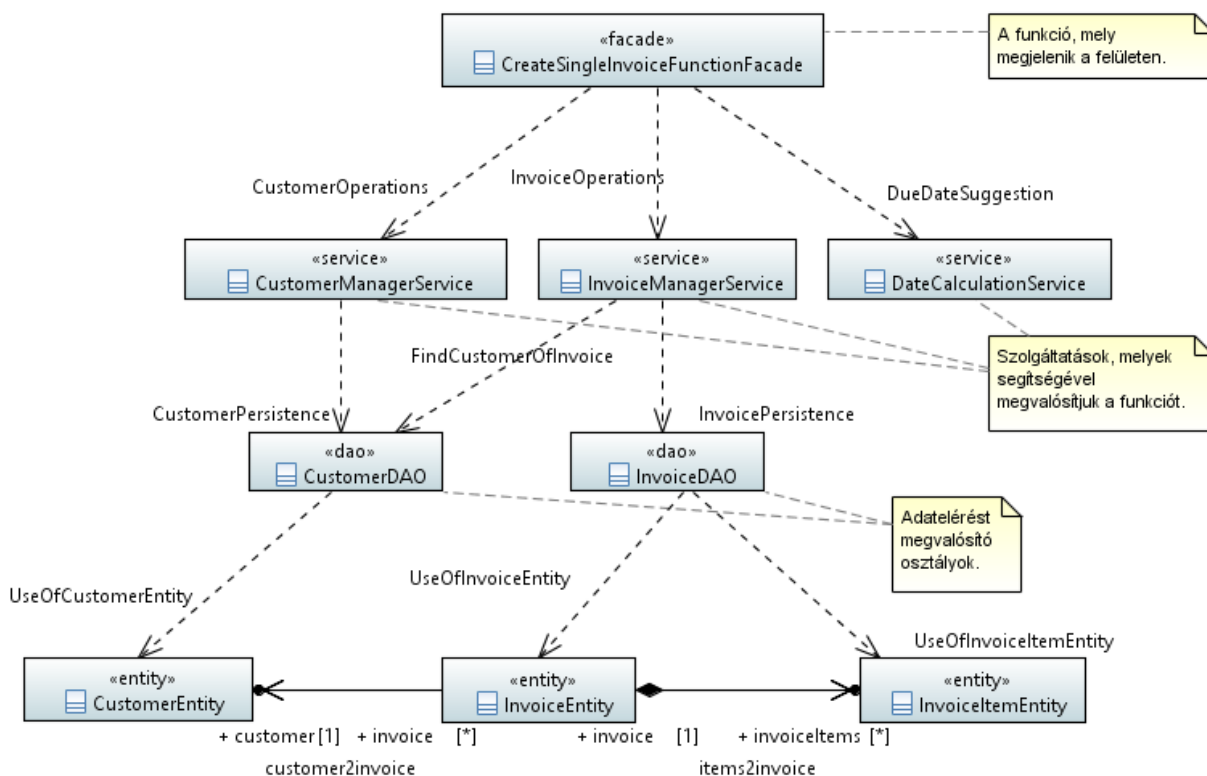 «facade»
CreateSingleInvoiceFunctionFacade
A funkció, mely
megjelenik a felületen.
CustomerOperations
InvoiceOperations
DueDateSuggestion
«service»
CustomerManagerService
«service»
InvoiceManagerService
«service»
DateCalculationService
FindCustomerOfInvoice
Szolgáltatások, melyek
segítségével
megvalósítjuk a funkciót.
CustomerPersistence
InvoicePersistence
«dao»
CustomerDAO
«dao»
InvoiceDAO
Adatelérést
megvalósító
osztályok.
UseOfCustomerEntity
UseOfInvoiceEntity
UseOfInvoiceItemEntity
«entity»
CustomerEntity
«entity»
InvoiceEntity
«entity»
InvoiceItemEntity
+ customer [1] + invoice [*]
+ invoice [1] + invoiceItems [*]
customer2invoice
items2invoice